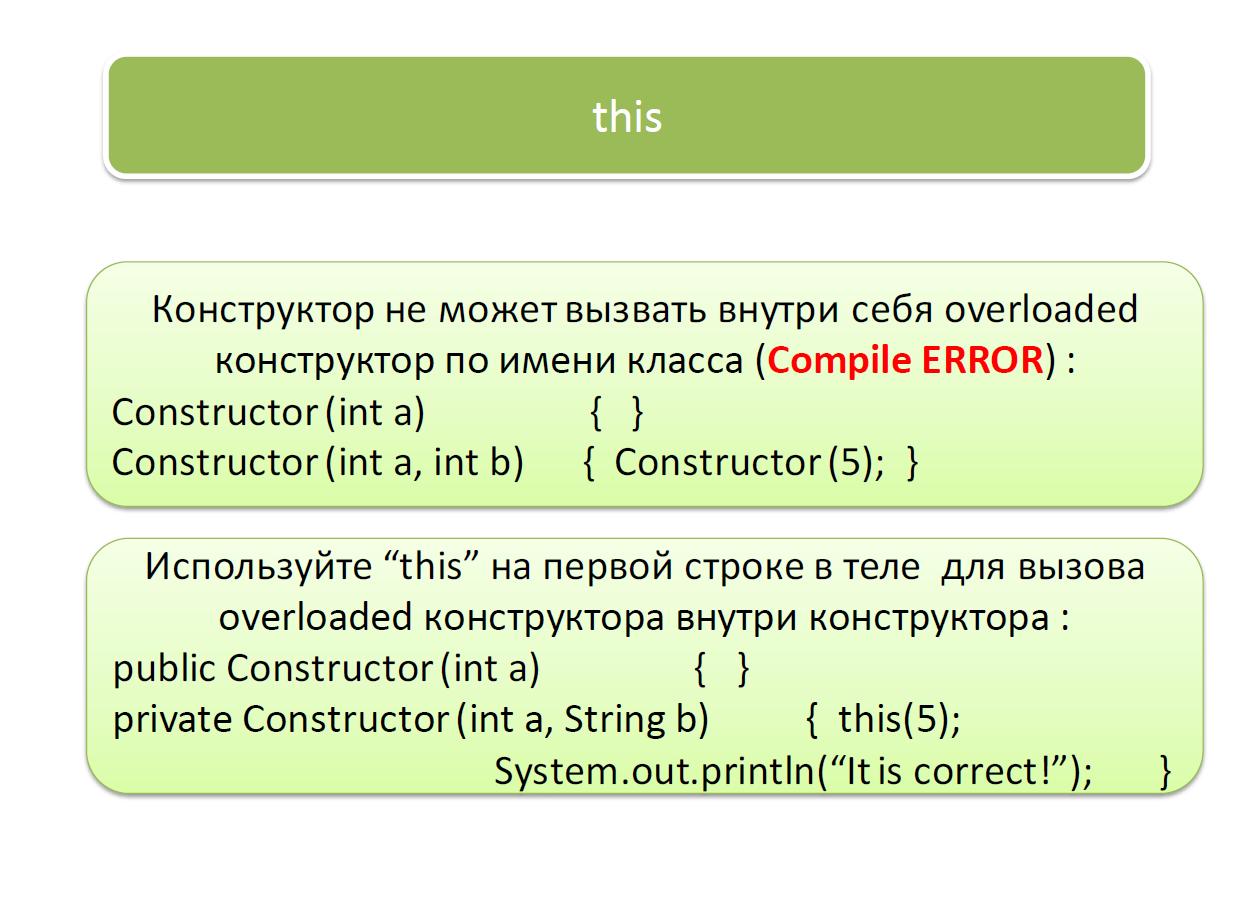 this
Конструктор не может вызвать внутри себя overloaded
конструктор по имени класса (Compile ERROR) :
Constructor (int a) { }
Constructor (int a, int b) { Constructor (5); }
Используйте “this” на первой строке в теле для вызова
overloaded конструктора внутри конструктора :
public Constructor (int a) { }
private Constructor (int a, String b) { this(5);
System.out.println(“It is correct!”); }